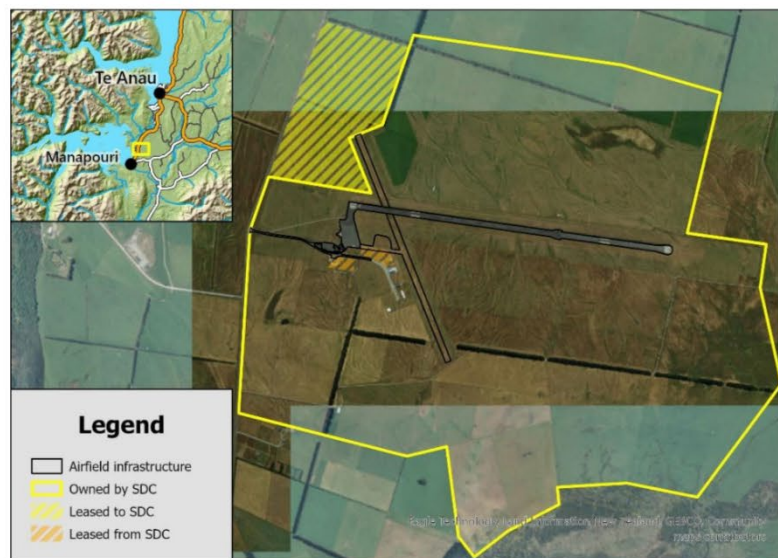 Te Anau
Manapouri
Legend
Airfield infrastructure
Owned by SDC
Leased to SDC
Leased from SDC